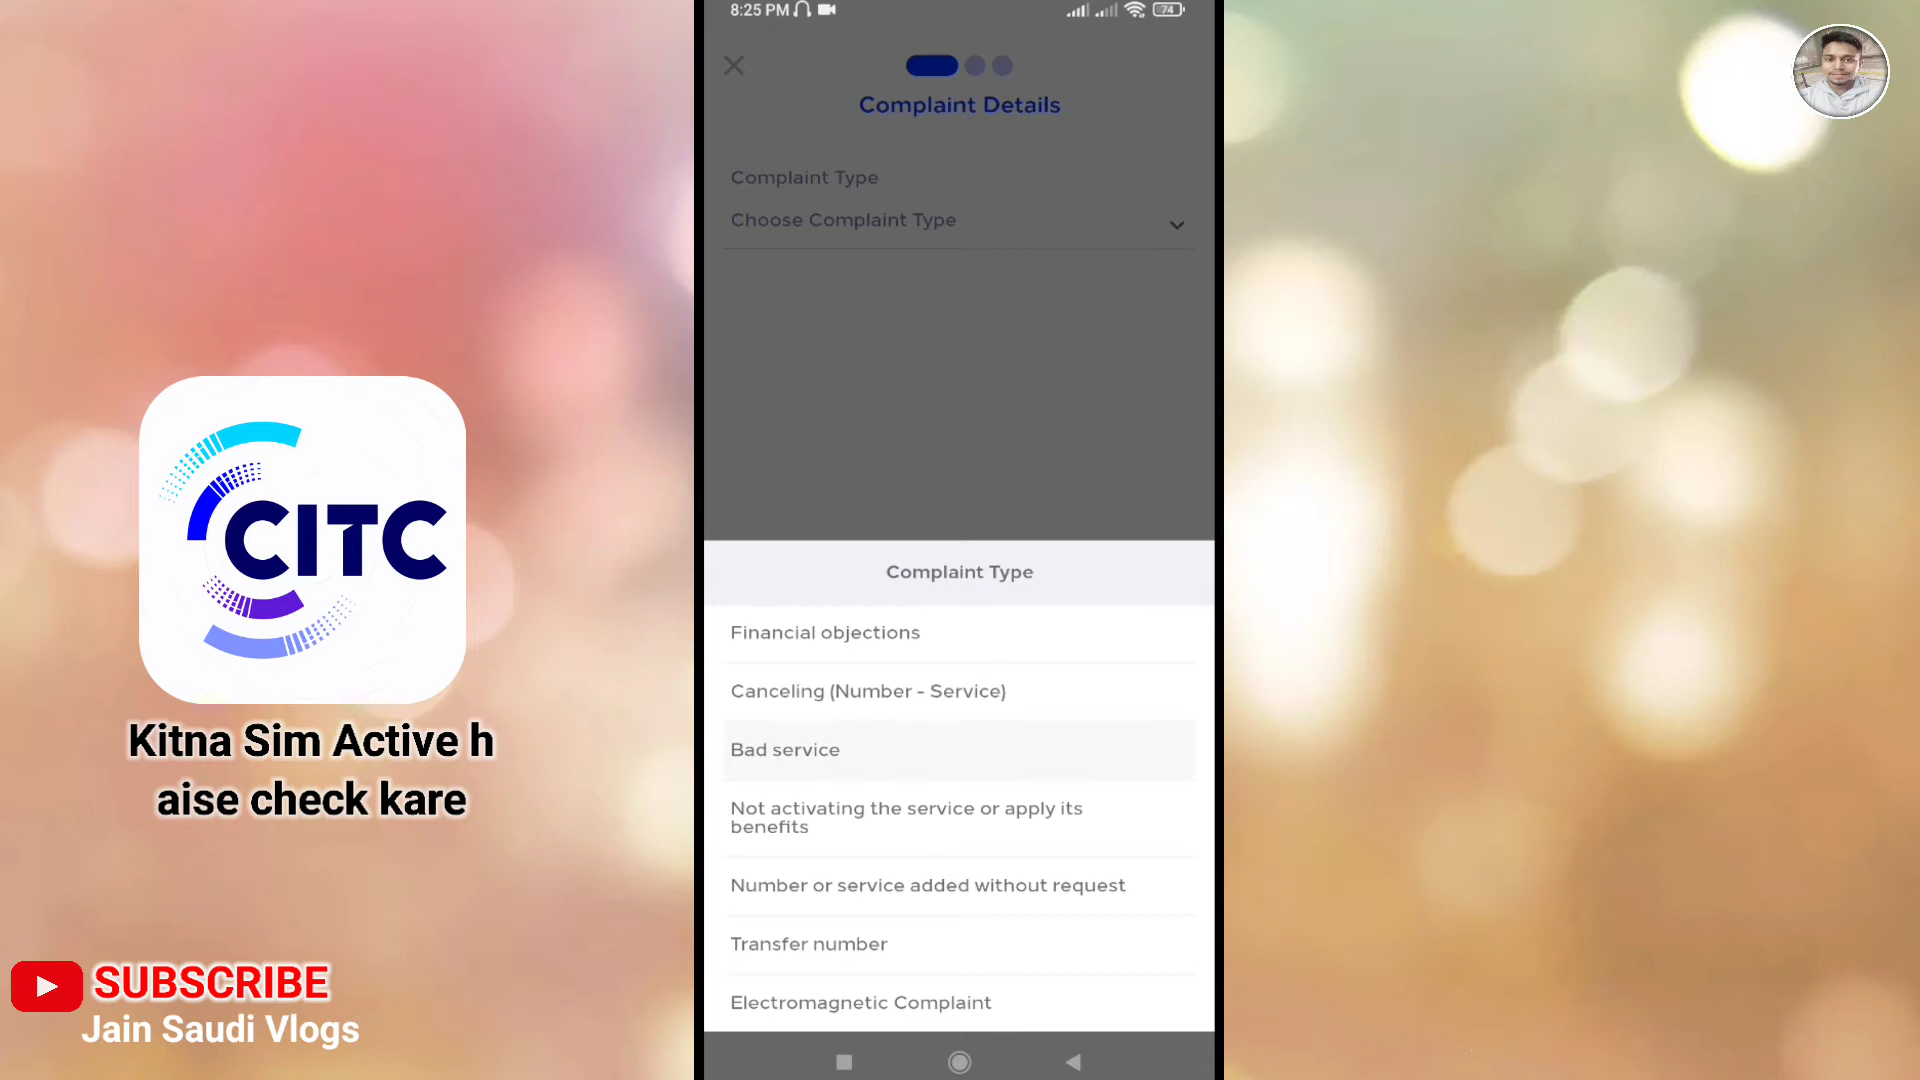 8:25 PM
74
Complaint Details
Complaint Type
Choose Complaint Type
Complaint Type
Financial objections
Canceling (Number - Service)
Bad service
Not activating the service or apply its
benefits
Number or service added without request
Transfer number
Electromagnetic Complaint
CITC
Kitna Sim Active h
aise check kare
SUBSCRIBE
Jain Saudi Vlogs